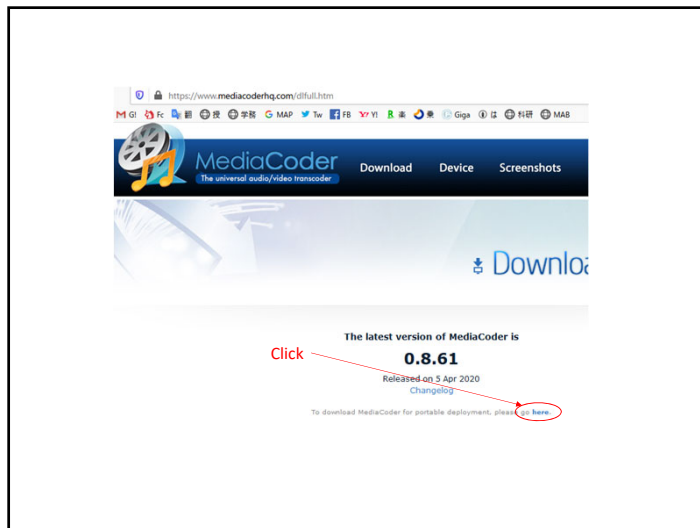 https://www.mediacoderhq.com/dlfull.htm
G! Fc 翻 授 学務 MAP Tw FB Y! 楽 乗 Giga は 科研 MAB
MediaCoder
The universal audio/video transcoder
Download Device Screenshots
Downloa
The latest version of MediaCoder is
Click
0.8.61
Released on 5 Apr 2020
Changelog
To download MediaCoder for portable deployment, please go here.